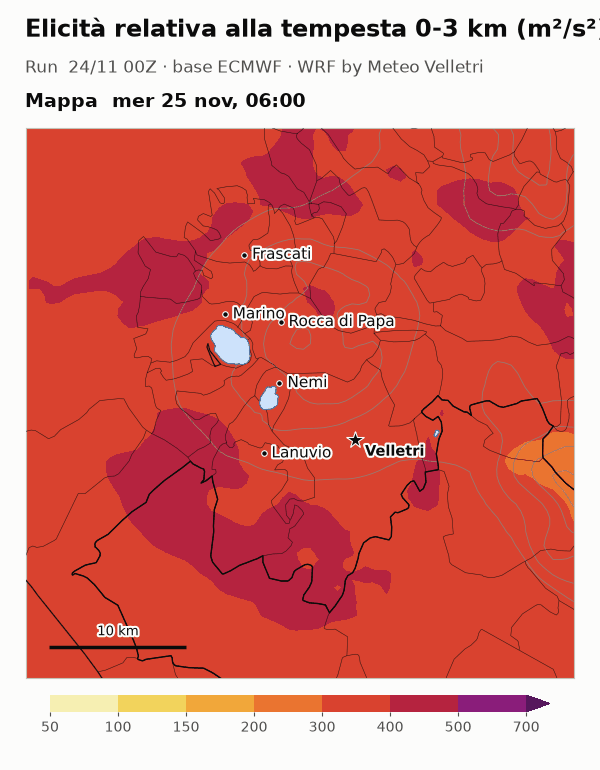 Elicità relativa alla tempesta 0-3 km (m²/s²)
Run  24/11 00Z · base ECMWF · WRF by Meteo Velletri
Mappa  mer 25 nov, 06:00
Frascati
Marino
Rocca di Papa
Nemi
Velletri
Lanuvio
10 km
50 100 150 200 300 400 500 700